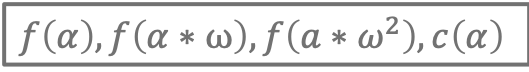 f(α), f(α * ω), f(a * ω²), c(α)